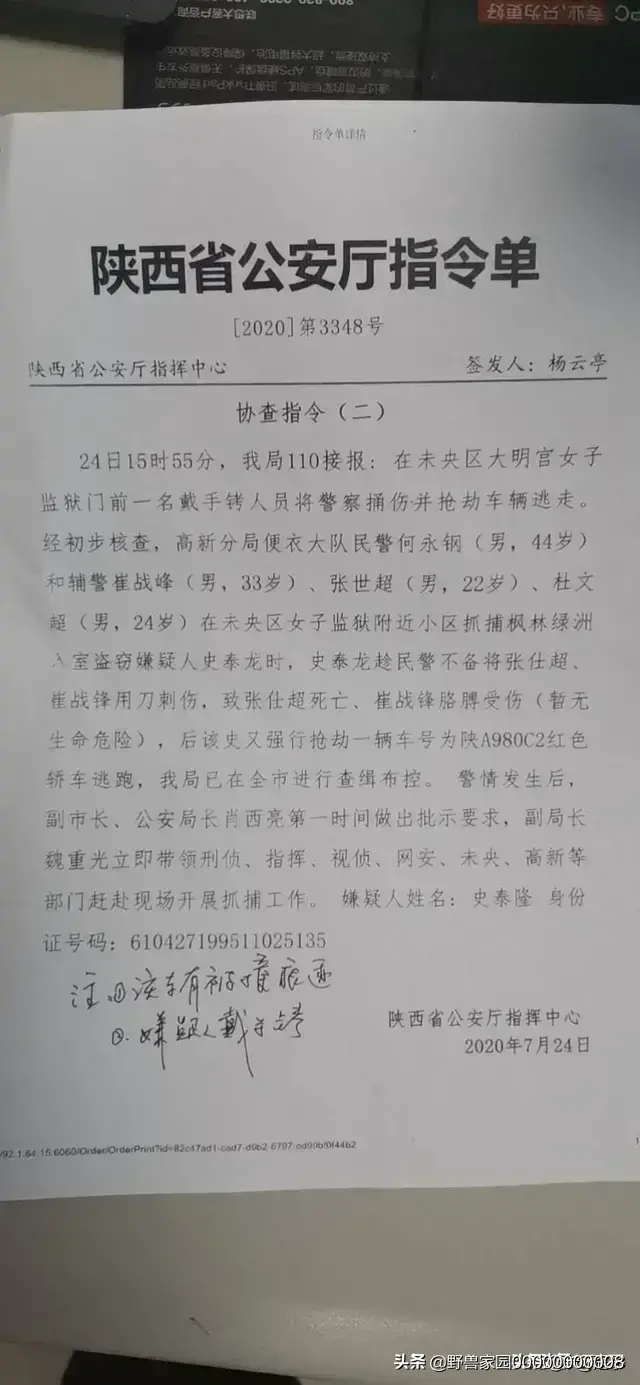 专业,只为更好
指令单详情
陕西省公安厅指令单
[2020]第3348号
陕西省公安厅指挥中心 签发人：杨云亭
协查指令（二）
24日15时55分，我局110接报：在未央区大明宫女子
监狱门前一名戴手铐人员将警察捅伤并抢劫车辆逃走。
经初步核查，高新分局便衣大队民警何永钢（男，44岁）
和辅警崔战峰（男，33岁）、张世超（男，22岁）、杜文
超（男，24岁）在未央区女子监狱附近小区抓捕枫林绿洲
入室盗窃嫌疑人史泰龙时，史泰龙趁民警不备将张仕超、
崔战锋用刀刺伤，致张仕超死亡、崔战锋胳膊受伤（暂无
生命危险），后该史又强行抢劫一辆车号为陕A980C2红色
轿车逃跑，我局已在全市进行查缉布控。 警情发生后，
副市长、公安局长肖西亮第一时间做出批示要求，副局长
魏重光立即带领刑侦、指挥、视侦、网安、未央、高新等
部门赶赴现场开展抓捕工作。 嫌疑人姓名：史泰隆 身份
证号码：610427199511025135
注①该车有被撞痕迹
②.嫌疑人戴手铐
陕西省公安厅指挥中心
2020年7月24日
/92.1.64.15:6060/Order/OrderPrint?id=82c47ad1-cad7-d9b2-6797-cd99bf0f44b2
头条 @野兽家园00000000008